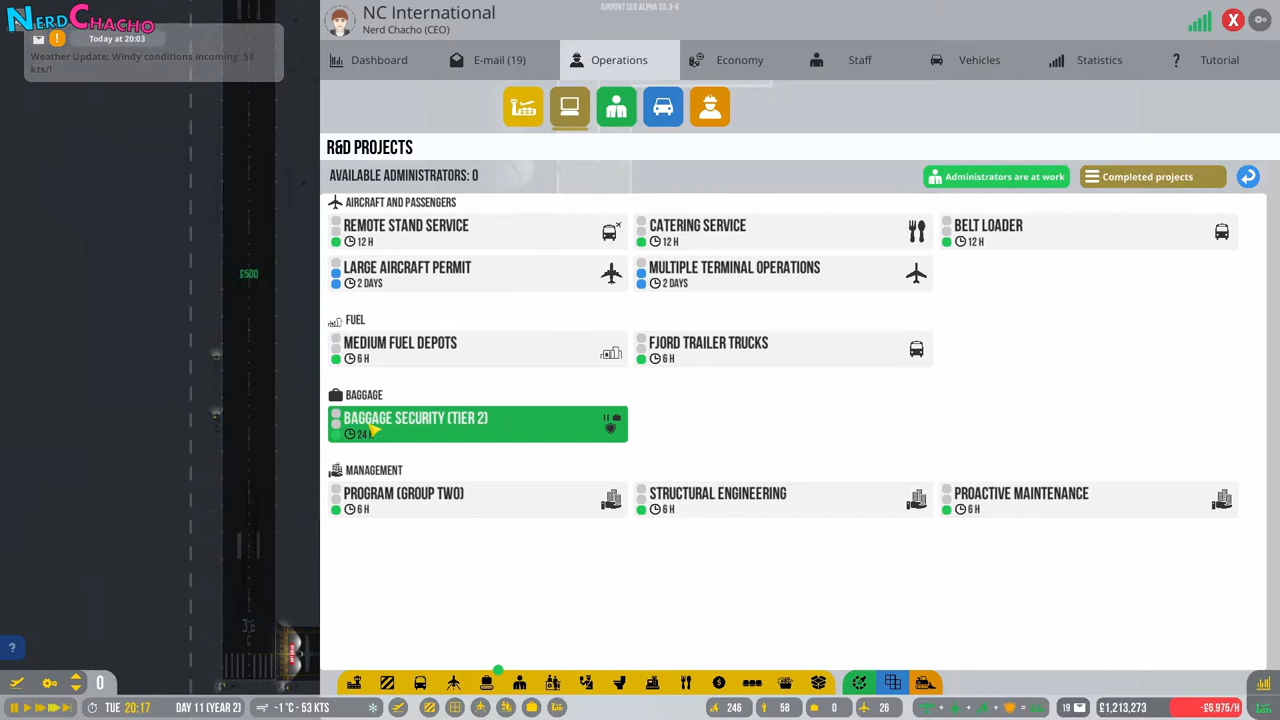 NERDCHACHO
Today at 20:03
Weather Update: Windy conditions incoming: 53
kts/!
£500
36
AIRPORT CEO ALPHA 35.3-6
NC International
Nerd Chacho (CEO)
X
Dashboard
E-mail (19)
Operations
Economy
Staff
Vehicles
Statistics
? Tutorial
R&D PROJECTS
AVAILABLE ADMINISTRATORS: 0
Administrators are at work
Completed projects
AIRCRAFT AND PASSENGERS
REMOTE STAND SERVICE
12 H
CATERING SERVICE
12 H
BELT LOADER
12 H
LARGE AIRCRAFT PERMIT
2 DAYS
MULTIPLE TERMINAL OPERATIONS
2 DAYS
FUEL
MEDIUM FUEL DEPOTS
6 H
FJORD TRAILER TRUCKS
6 H
BAGGAGE
BAGGAGE SECURITY (TIER 2)
24
MANAGEMENT
PROGRAM (GROUP TWO)
6 H
STRUCTURAL ENGINEERING
6 H
PROACTIVE MAINTENANCE
6 H
?
0
TUE 20:17
DAY 11 (YEAR 2)
-1 °C - 53 KTS
246
58
0
26
19
£1,213,273
-£6.975/H